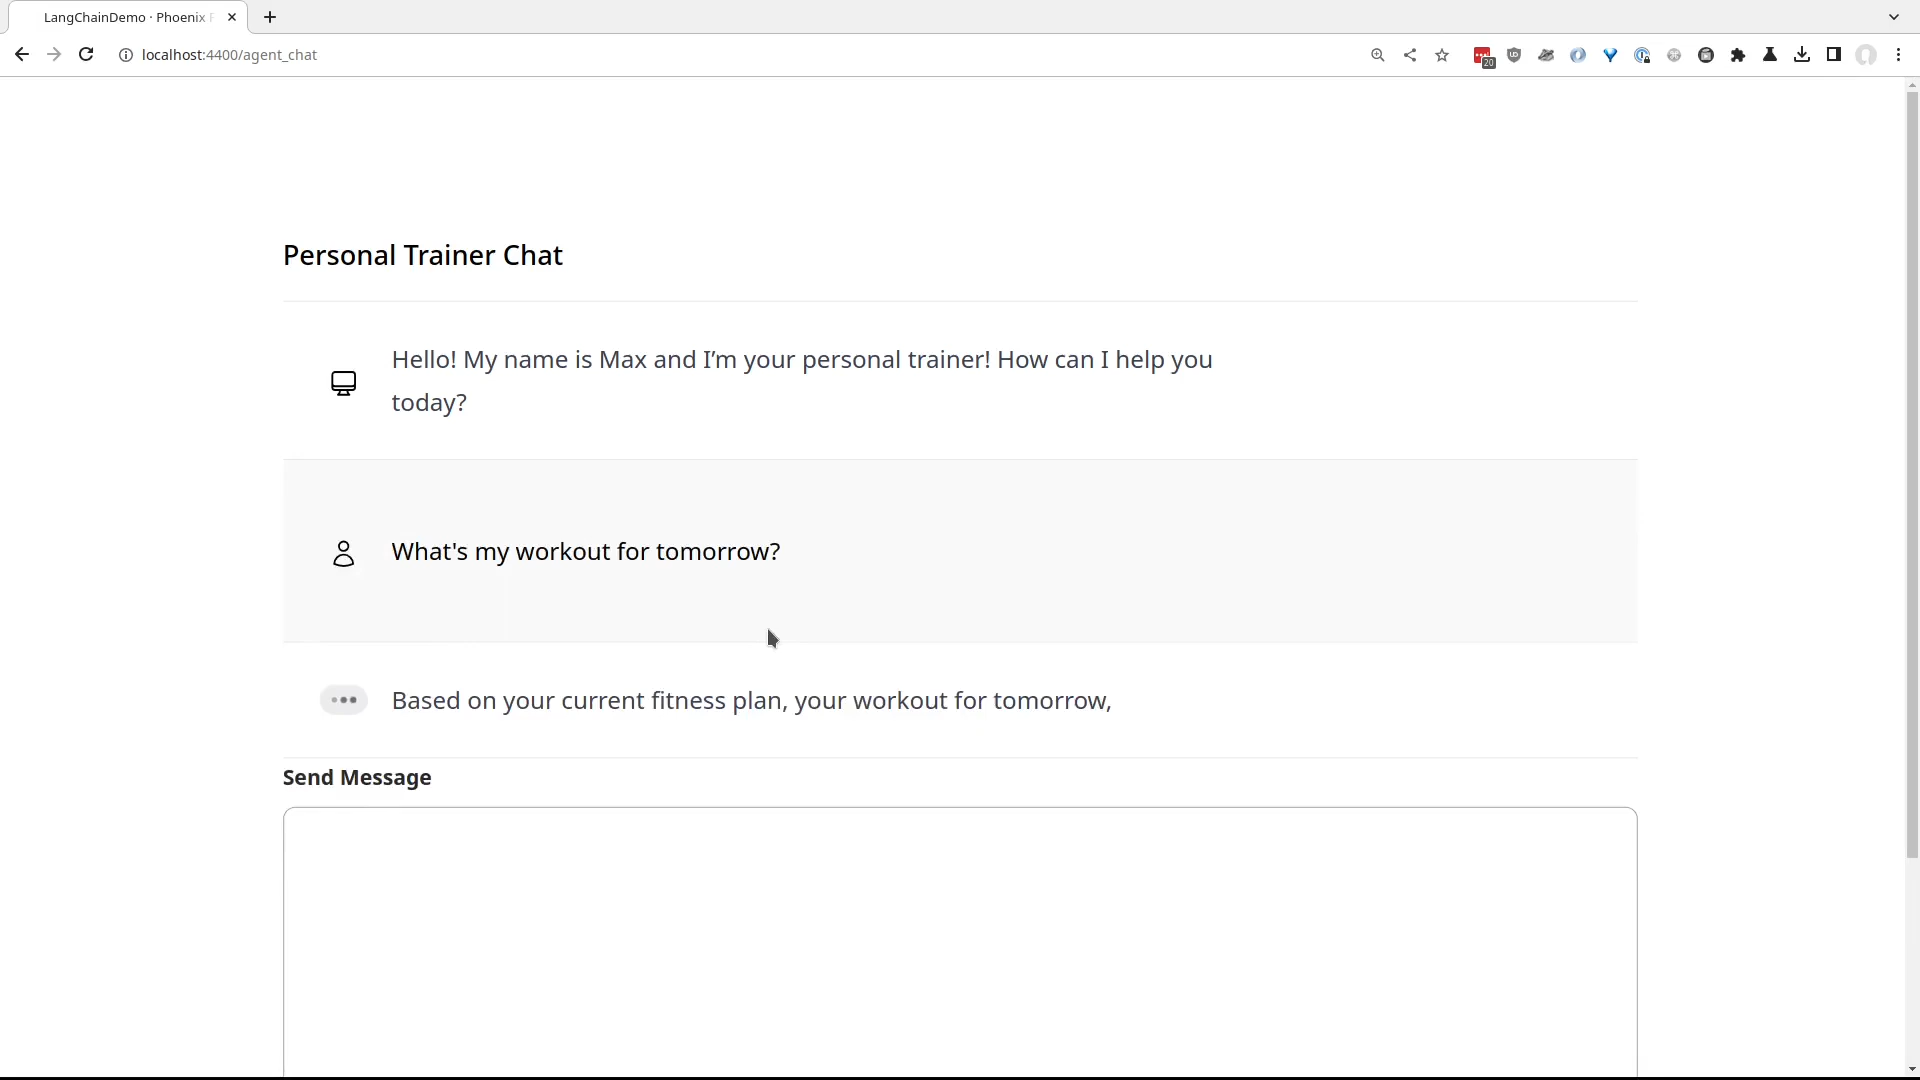 LangChainDemo · Phoenix
localhost:4400/agent_chat
20
Personal Trainer Chat
Hello! My name is Max and I’m your personal trainer! How can I help you
today?
What's my workout for tomorrow?
Based on your current fitness plan, your workout for tomorrow,
Send Message